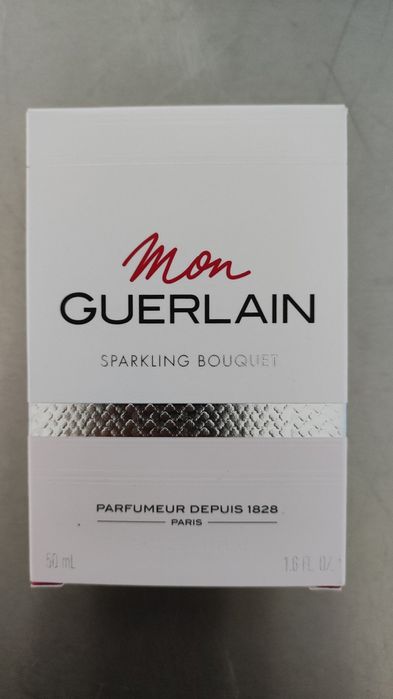 Mon
GUERLAIN
SPARKLING BOUQUET
PARFUMEUR DEPUIS 1828
PARIS
50 mL 1.6 FL. OZ.